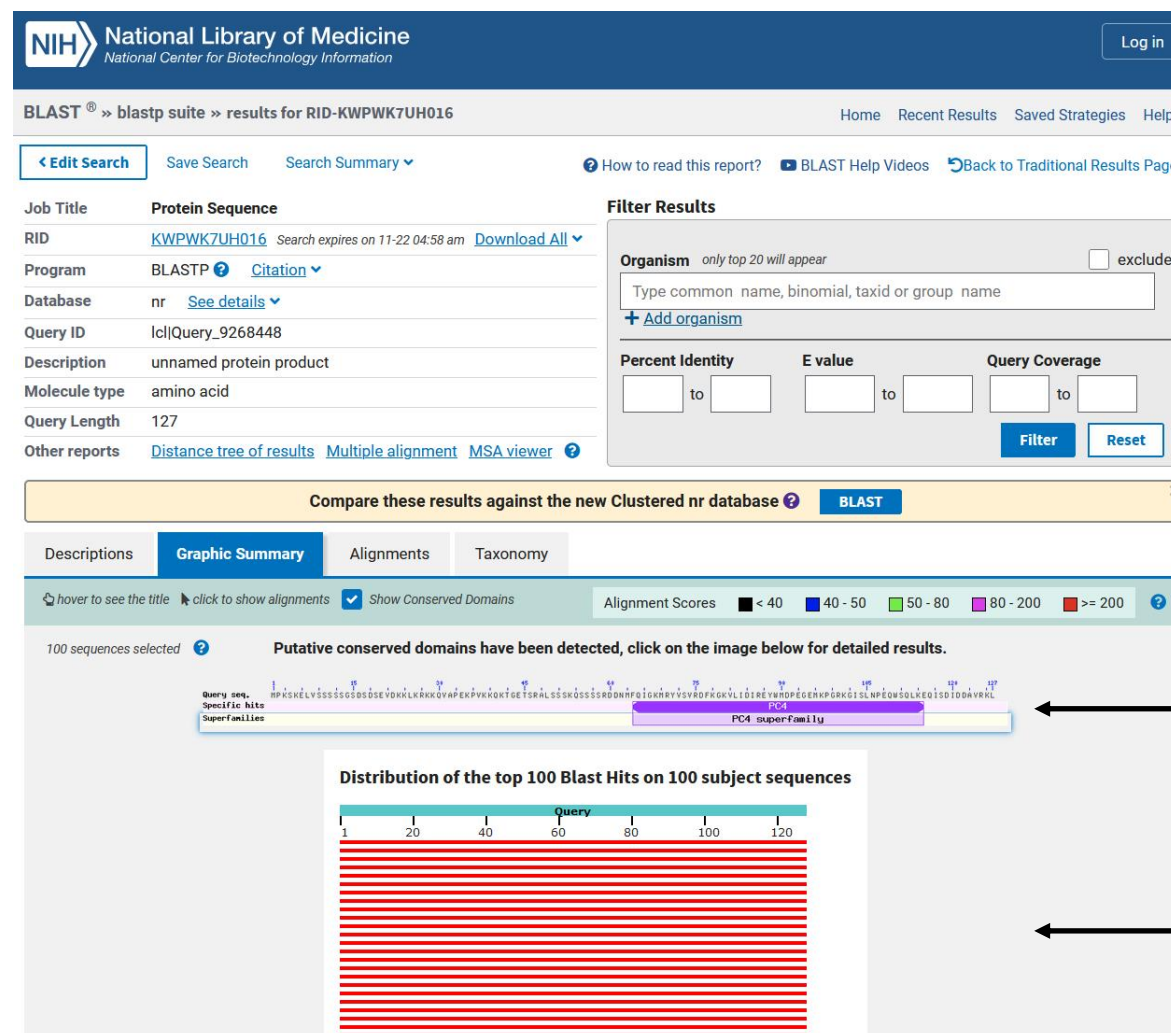 NIH National Library of Medicine
National Center for Biotechnology Information
Log in
BLAST ® » blastp suite » results for RID-KWPWK7UH016
Home Recent Results Saved Strategies Help
Edit Search Save Search Search Summary
How to read this report? BLAST Help Videos Back to Traditional Results Page
Job Title Protein Sequence
RID KWPWK7UH016 Search expires on 11-22 04:58 am Download All
Program BLASTP Citation
Database nr See details
Query ID lcl|Query_9268448
Description unnamed protein product
Molecule type amino acid
Query Length 127
Other reports Distance tree of results Multiple alignment MSA viewer
Filter Results
Organism only top 20 will appear exclude
Type common name, binomial, taxid or group name
+ Add organism
Percent Identity E value Query Coverage
to to to
Filter Reset
Compare these results against the new Clustered nr database BLAST
Descriptions Graphic Summary Alignments Taxonomy
hover to see the title click to show alignments Show Conserved Domains
Alignment Scores < 40 40 - 50 50 - 80 80 - 200 >= 200
100 sequences selected
Putative conserved domains have been detected, click on the image below for detailed results.
1 15 30 45 60 75 90 105 120 127
Query seq.
Specific hits PC4
Superfamilies PC4 superfamily
Distribution of the top 100 Blast Hits on 100 subject sequences
Query
1 20 40 60 80 100 120